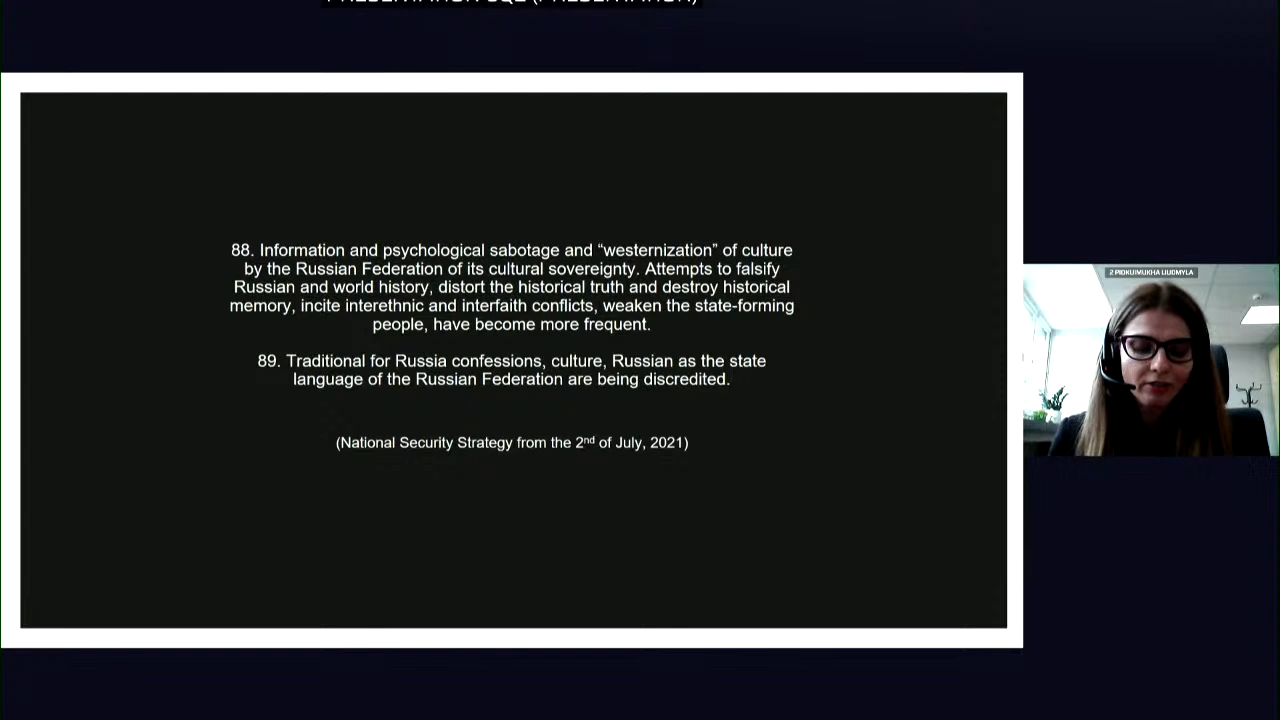 88. Information and psychological sabotage and “westernization” of culture
by the Russian Federation of its cultural sovereignty. Attempts to falsify
Russian and world history, distort the historical truth and destroy historical
memory, incite interethnic and interfaith conflicts, weaken the state-forming
people, have become more frequent.
89. Traditional for Russia confessions, culture, Russian as the state
language of the Russian Federation are being discredited.
(National Security Strategy from the 2nd of July, 2021)
2 PIDKUIMUKHA LIUDMYLA